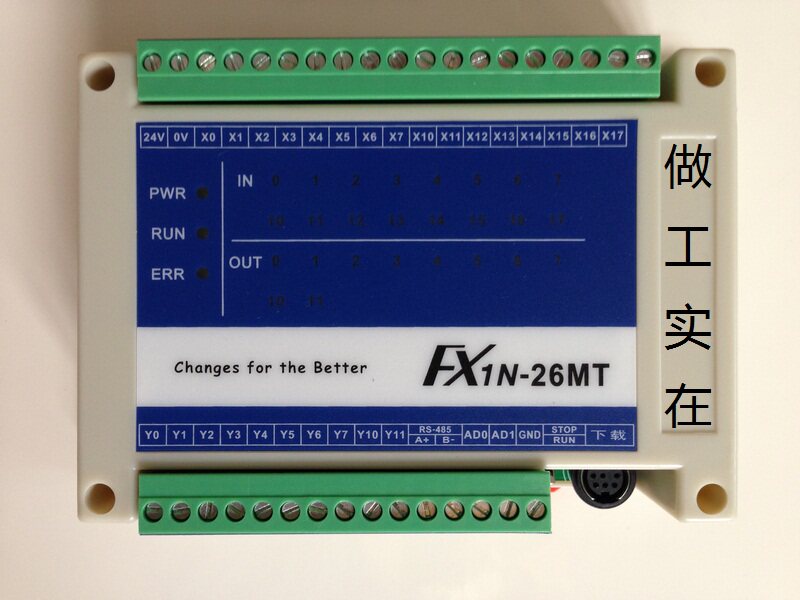 24V 0V X0 X1 X2 X3 X4 X5 X6 X7 X10 X11 X12 X13 X14 X15 X16 X17
PWR
RUN
ERR
IN 0 1 2 3 4 5 6 7
10 11 12 13 14 15 16 17
OUT 0 1 2 3 4 5 6 7
10 11
Changes for the Better
FX1N-26MT
Y0 Y1 Y2 Y3 Y4 Y5 Y6 Y7 Y10 Y11 RS-485 A+ B- AD0 AD1 GND STOP RUN 下载
做
工
实
在